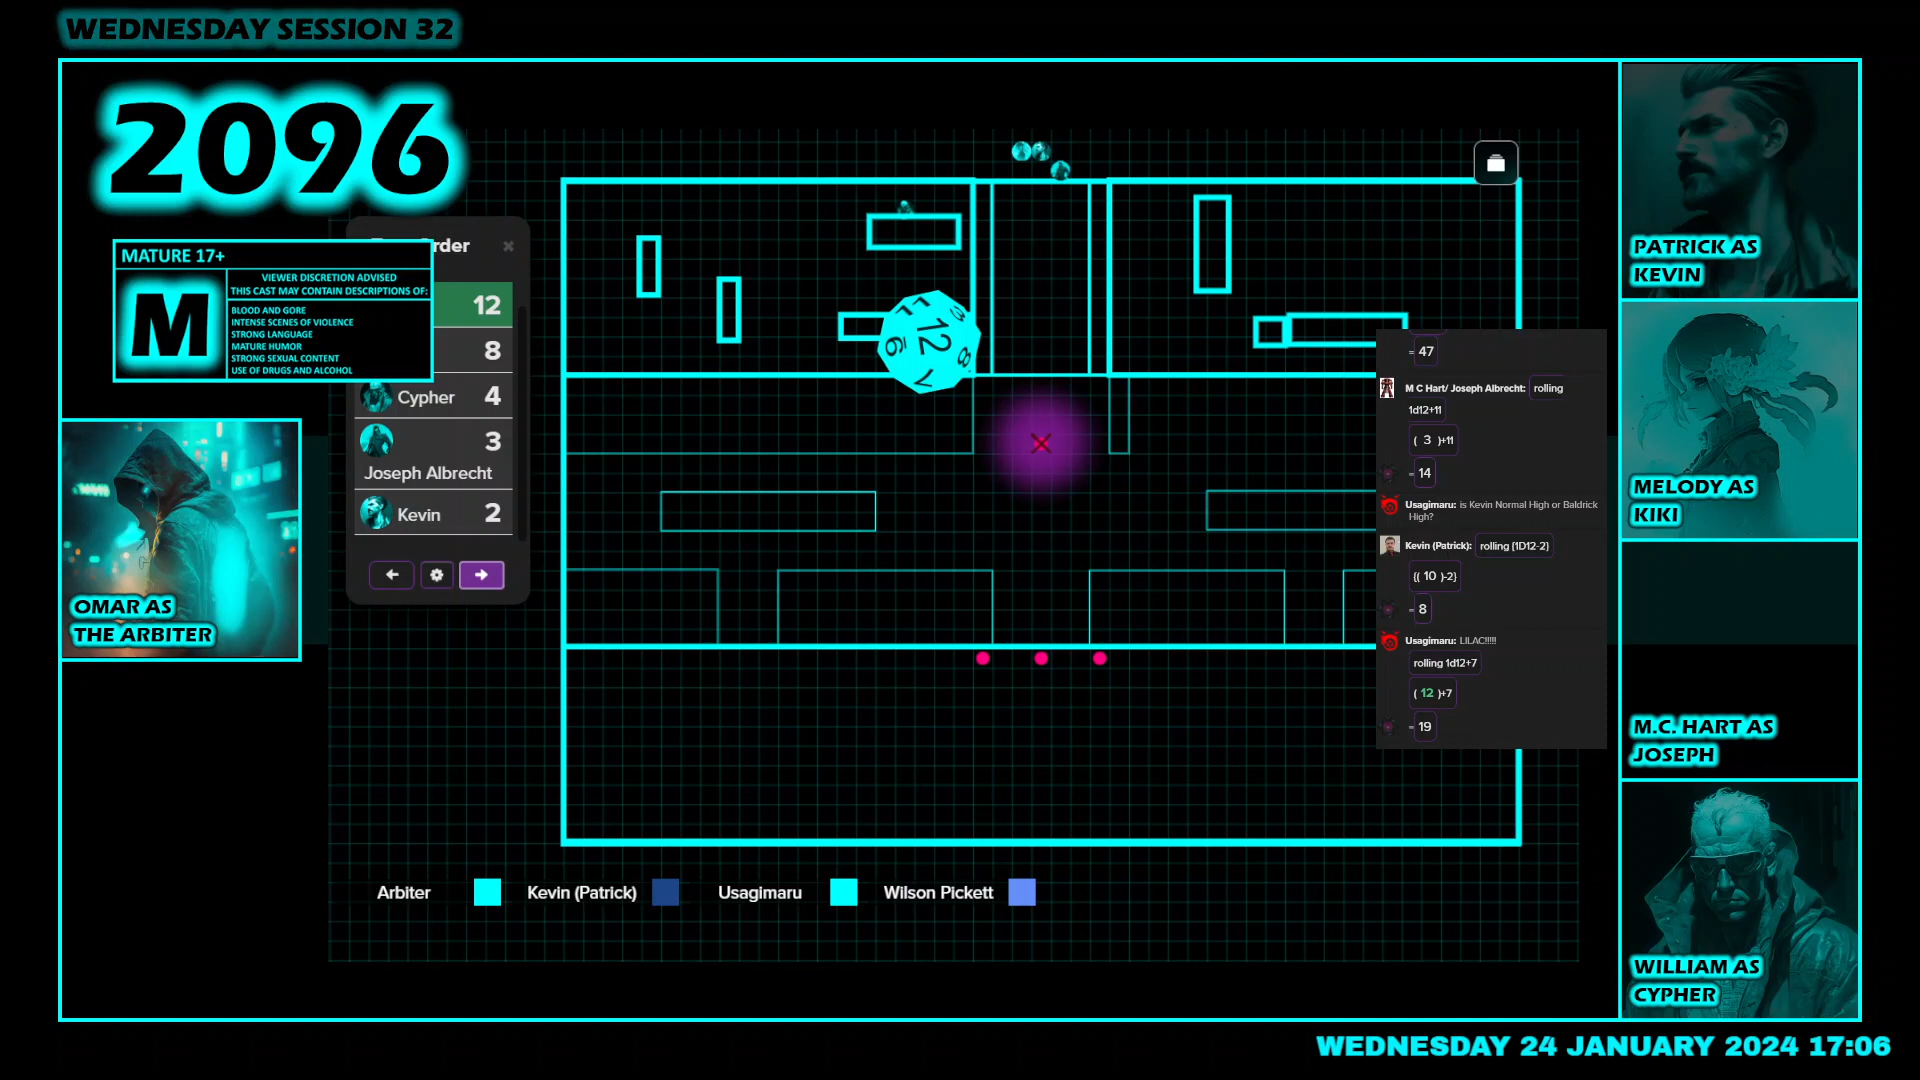 WEDNESDAY SESSION 32
2096
MATURE 17+
VIEWER DISCRETION ADVISED
THIS CAST MAY CONTAIN DESCRIPTIONS OF:
M
BLOOD AND GORE
INTENSE SCENES OF VIOLENCE
STRONG LANGUAGE
MATURE HUMOR
STRONG SEXUAL CONTENT
USE OF DRUGS AND ALCOHOL
12
8
Cypher 4
3
Joseph Albrecht
Kevin 2
OMAR AS
THE ARBITER
12
8
7
= 47
M C Hart/ Joseph Albrecht: rolling
1d12+11
( 3 )+11
= 14
Usagimaru: is Kevin Normal High or Baldrick
High?
Kevin (Patrick): rolling {1D12-2}
{( 10 )-2}
= 8
Usagimaru: LILAC!!!!!
rolling 1d12+7
( 12 )+7
= 19
Arbiter
Kevin (Patrick)
Usagimaru
Wilson Pickett
PATRICK AS
KEVIN
MELODY AS
KIKI
M.C. HART AS
JOSEPH
WILLIAM AS
CYPHER
WEDNESDAY 24 JANUARY 2024 17:06